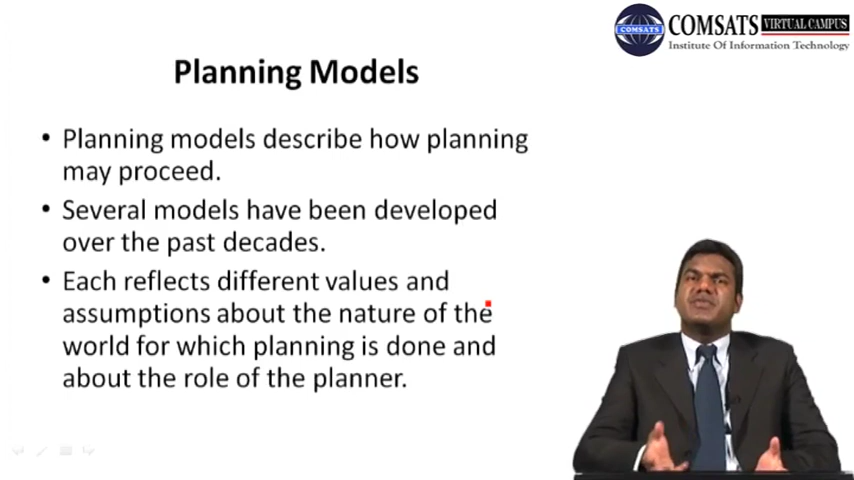 COMSATS
COMSATS VIRTUAL CAMPUS
Institute Of Information Technology
Planning Models
• Planning models describe how planning
may proceed.
• Several models have been developed
over the past decades.
• Each reflects different values and
assumptions about the nature of the
world for which planning is done and
about the role of the planner.